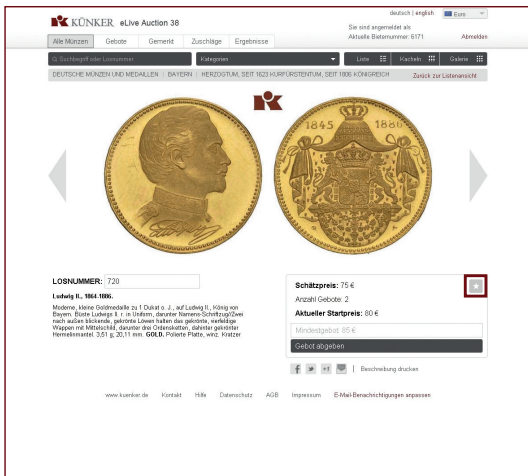 deutsch | english
Euro
KÜNKER eLive Auction 38
Sie sind angemeldet als
Aktuelle Bieternummer: 6171
Abmelden
Alle Münzen Gebote Gemerkt Zuschläge Ergebnisse
Suchbegriff oder Losnummer
Kategorien
Liste Kacheln Galerie
DEUTSCHE MÜNZEN UND MEDAILLEN | BAYERN | HERZOGTUM, SEIT 1623 KURFÜRSTENTUM, SEIT 1806 KÖNIGREICH
Zurück zur Listenansicht
1845 1886
LOSNUMMER: 720
Ludwig II., 1864-1886.
Moderne, kleine Goldmedaille zu 1 Dukat o. J., auf Ludwig II., König von
Bayern. Büste Ludwigs II. r. in Uniform, darunter Namens-Schriftzug//Zwei
nach außen blickende, gekrönte Löwen halten das gekrönte, vierfeldige
Wappen mit Mittelschild, darunter drei Ordensketten, dahinter gekrönter
Hermelinmantel. 3,51 g; 20,11 mm. GOLD. Polierte Platte, winz. Kratzer
Schätzpreis: 75 €
Anzahl Gebote: 2
Aktueller Startpreis: 80 €
Mindestgebot: 85 €
Gebot abgeben
Beschreibung drucken
www.kuenker.de Kontakt Hilfe Datenschutz AGB Impressum E-Mail-Benachrichtigungen anpassen